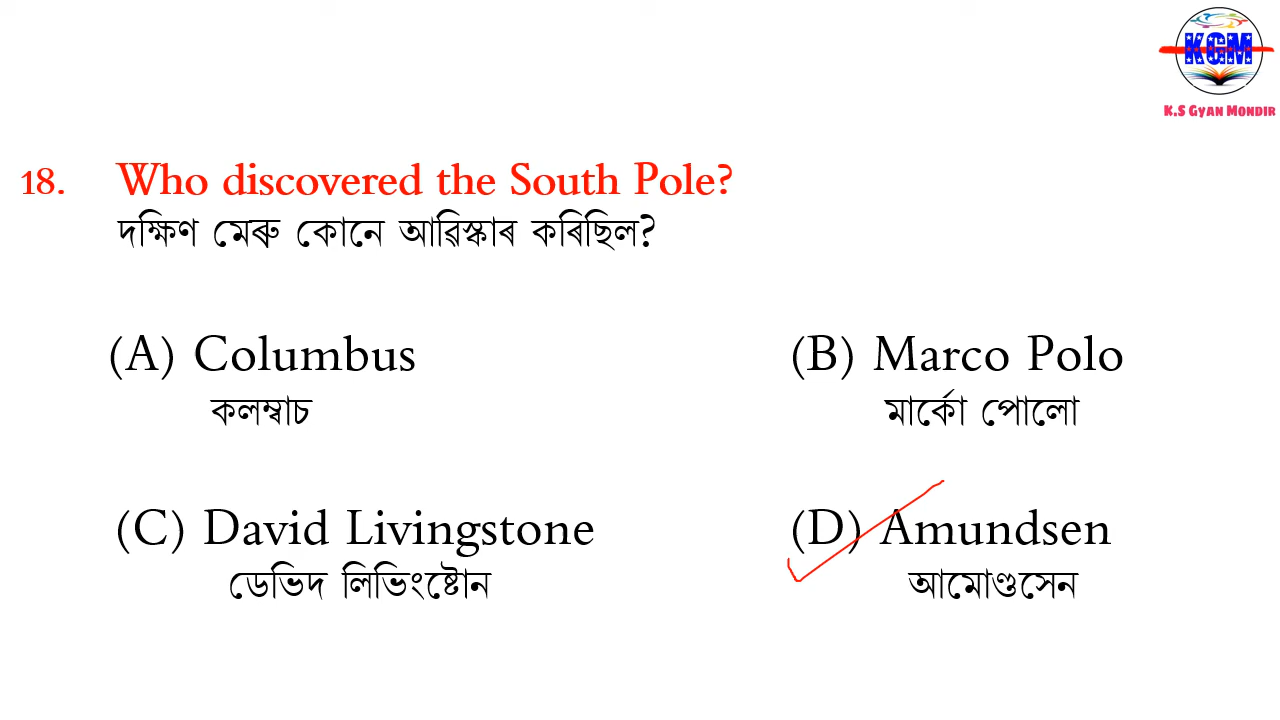 KGM
K.S Gyan Mondir
18. Who discovered the South Pole?
দক্ষিণ মেৰু কোনে আৱিস্কাৰ কৰিছিল?
(A) Columbus
কলম্বাচ
(B) Marco Polo
মাৰ্কো পোলো
(C) David Livingstone
ডেভিদ লিভিংষ্টোন
(D) Amundsen
আমোণ্ডসেন